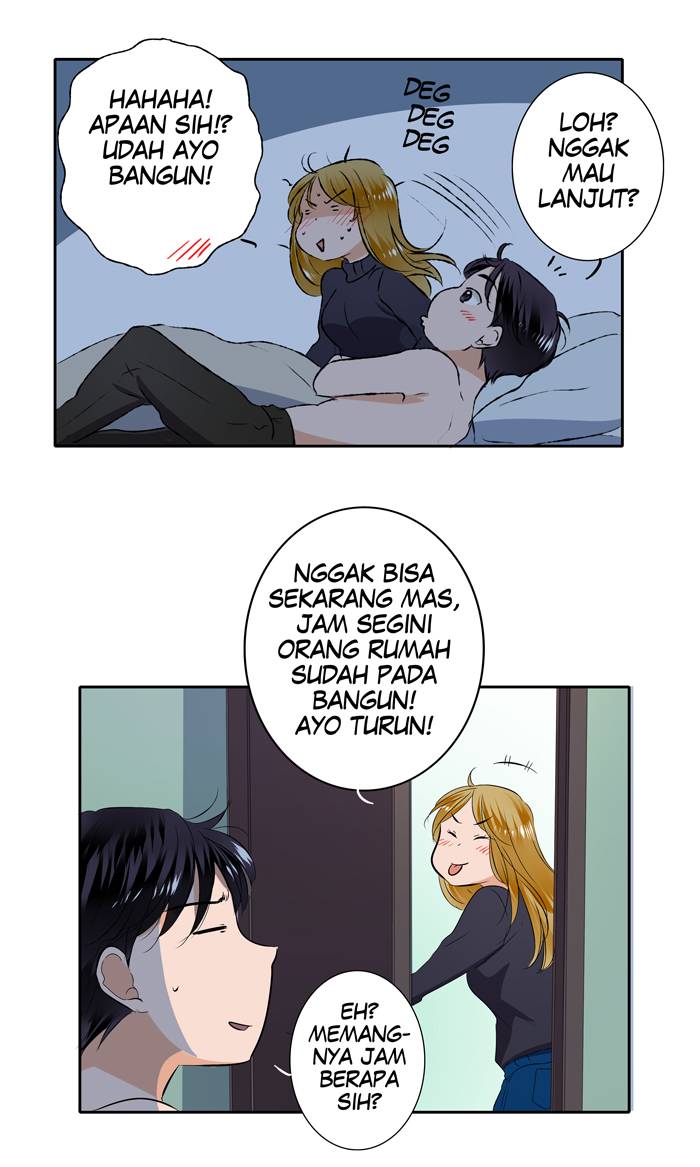 HAHAHA!
APAAN SIH!?
UDAH AYO
BANGUN!
DEG
DEG
DEG
LOH?
NGGAK
MAU
LANJUT?
NGGAK BISA
SEKARANG MAS,
JAM SEGINI
ORANG RUMAH
SUDAH PADA
BANGUN!
AYO TURUN!
EH?
MEMANG-
NYA JAM
BERAPA
SIH?